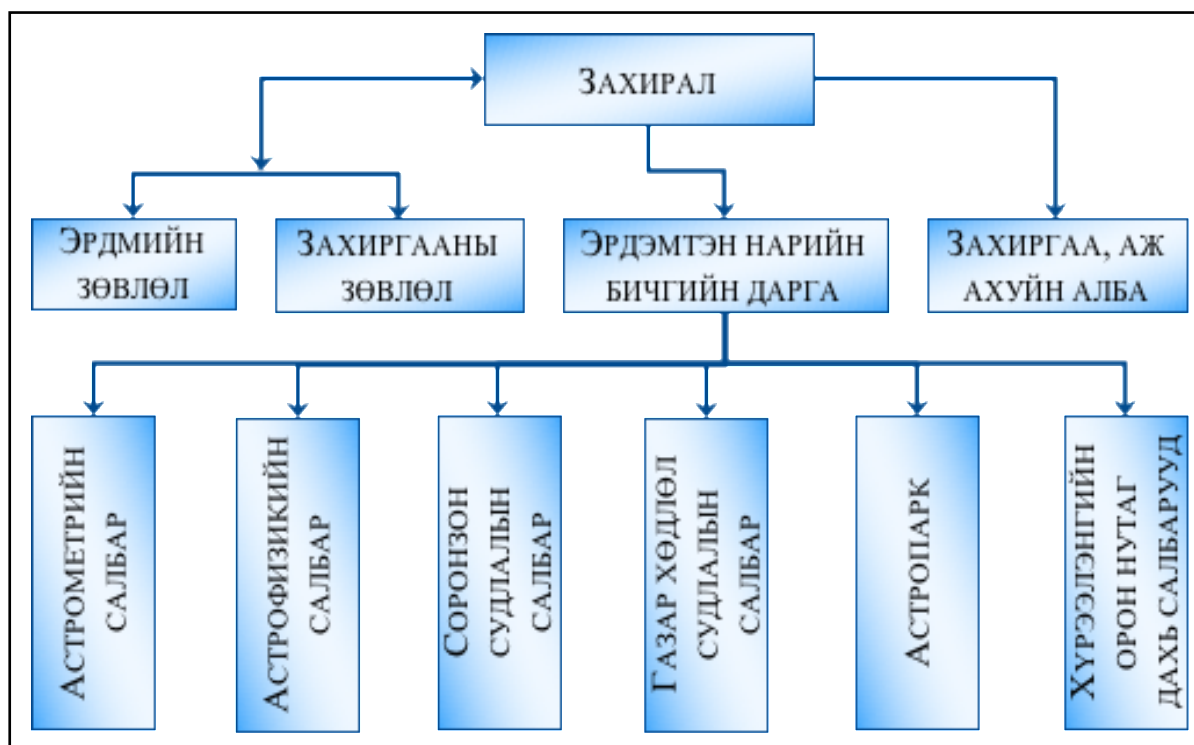 ЗАХИРАЛ
ЭРДМИЙН
ЗӨВЛӨЛ
ЗАХИРГААНЫ
ЗӨВЛӨЛ
ЭРДЭМТЭН НАРИЙН
БИЧГИЙН ДАРГА
ЗАХИРГАА, АЖ
АХУЙН АЛБА
АСТРОМЕТРИЙН
САЛБАР
АСТРОФИЗИКИЙН
САЛБАР
СОРОНЗОН
СУДЛАЛЫН
САЛБАР
ГАЗАР ХӨДЛӨЛ
СУДЛАЛЫН
САЛБАР
АСТРОПАРК
ХҮРЭЭЛЭНГИЙН
ОРОН НУТАГ
ДАХЬ САЛБАРУУД